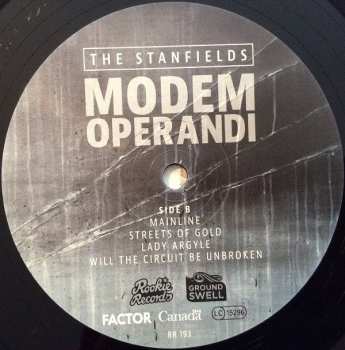 THE STANFIELDS
MODEM
OPERANDI
SIDE B
MAINLINE
STREETS OF GOLD
LADY ARGYLE
WILL THE CIRCUIT BE UNBROKEN
Rookie
Records
GROUND
SWELL
FACTOR Canada LC 15296
RR 193